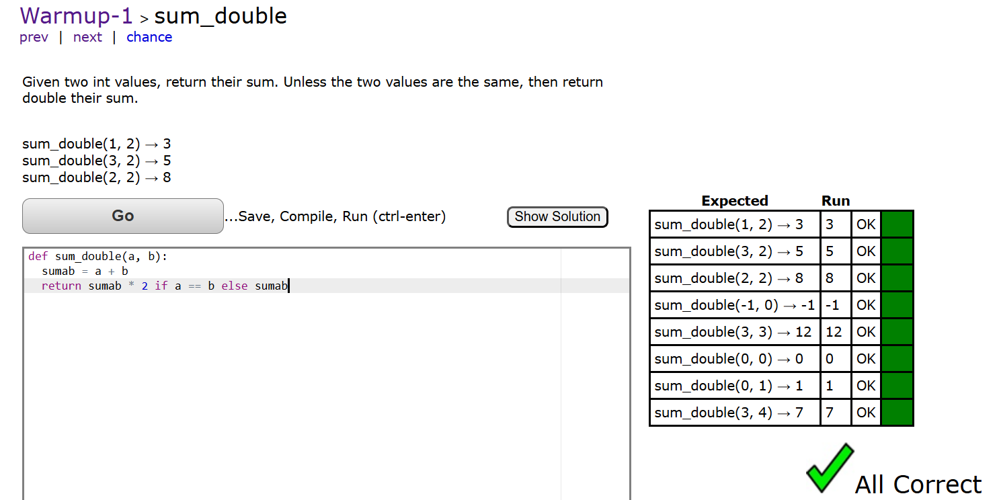 Warmup-1 > sum_double
prev | next | chance
Given two int values, return their sum. Unless the two values are the same, then return
double their sum.
sum_double(1, 2) → 3
sum_double(3, 2) → 5
sum_double(2, 2) → 8
Go ...Save, Compile, Run (ctrl-enter) Show Solution
def sum_double(a, b):
  sumab = a + b
  return sumab * 2 if a == b else sumab
Expected Run
sum_double(1, 2) → 3 3 OK
sum_double(3, 2) → 5 5 OK
sum_double(2, 2) → 8 8 OK
sum_double(-1, 0) → -1 -1 OK
sum_double(3, 3) → 12 12 OK
sum_double(0, 0) → 0 0 OK
sum_double(0, 1) → 1 1 OK
sum_double(3, 4) → 7 7 OK
All Correct